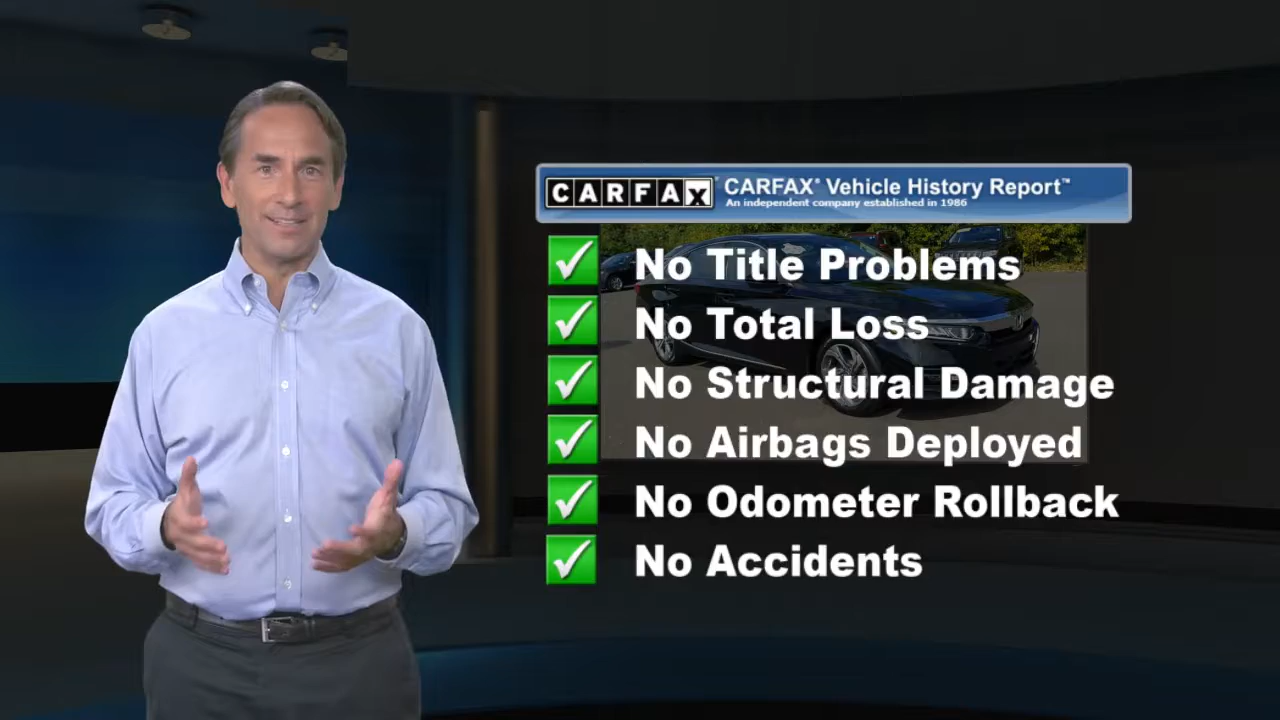 CARFAX CARFAX® Vehicle History Report™
An independent company established in 1986
No Title Problems
No Total Loss
No Structural Damage
No Airbags Deployed
No Odometer Rollback
No Accidents